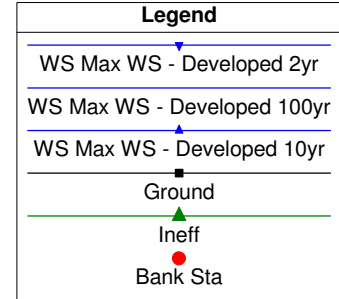 Legend
WS Max WS - Developed 2yr
WS Max WS - Developed 100yr
WS Max WS - Developed 10yr
Ground
Ineff
Bank Sta